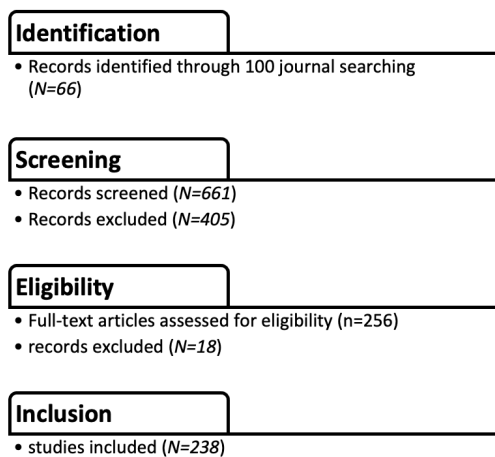 Identification
• Records identified through 100 journal searching
(N=66)
Screening
• Records screened (N=661)
• Records excluded (N=405)
Eligibility
• Full-text articles assessed for eligibility (n=256)
• records excluded (N=18)
Inclusion
• studies included (N=238)